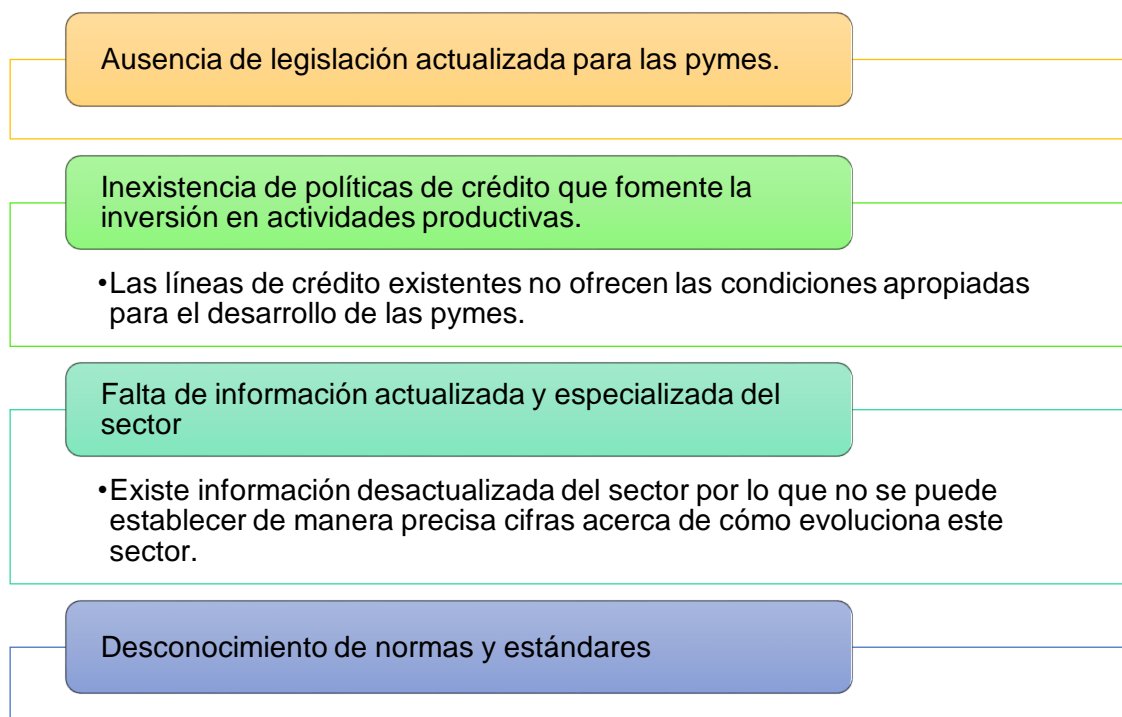 Ausencia de legislación actualizada para las pymes.
Inexistencia de políticas de crédito que fomente la
inversión en actividades productivas.
•Las líneas de crédito existentes no ofrecen las condiciones apropiadas
para el desarrollo de las pymes.
Falta de información actualizada y especializada del
sector
•Existe información desactualizada del sector por lo que no se puede
establecer de manera precisa cifras acerca de cómo evoluciona este
sector.
Desconocimiento de normas y estándares